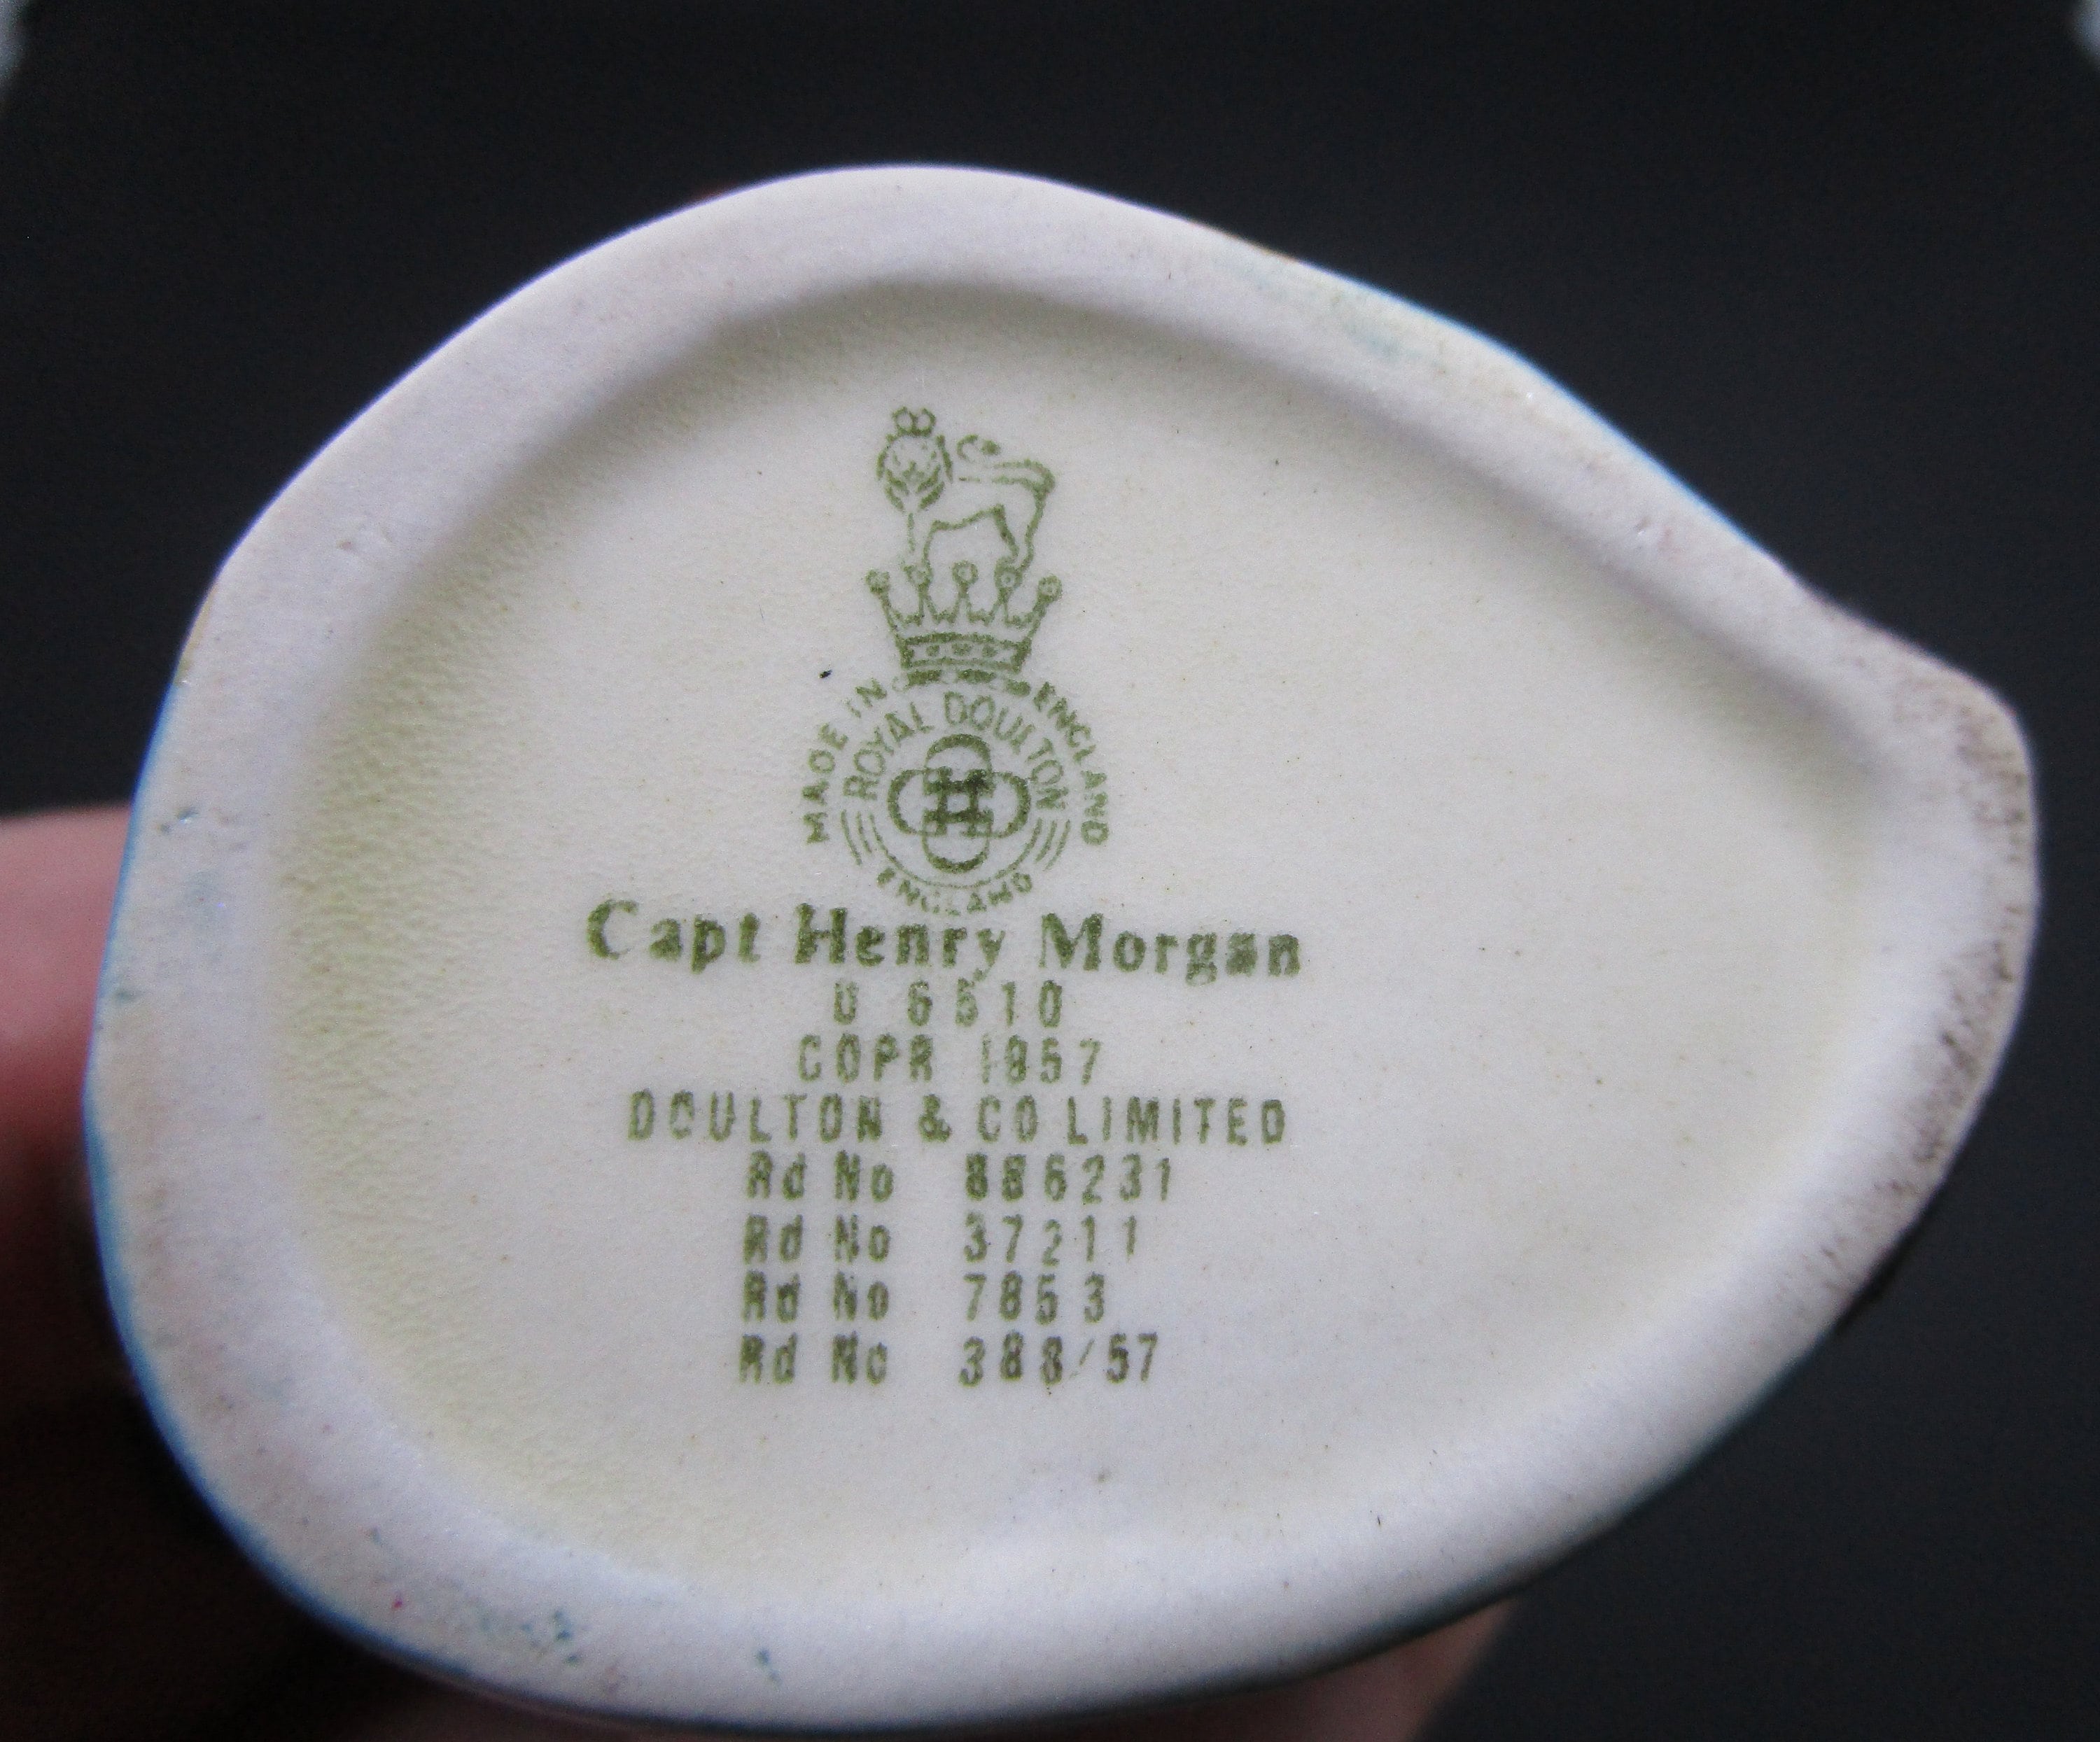 MADE IN ENGLAND
ROYAL DOULTON
ENGLAND
Capt Henry Morgan
D 6510
COPR 1957
DOULTON & CO LIMITED
Rd No 886231
Rd No 37211
Rd No 7853
Rd No 388/57